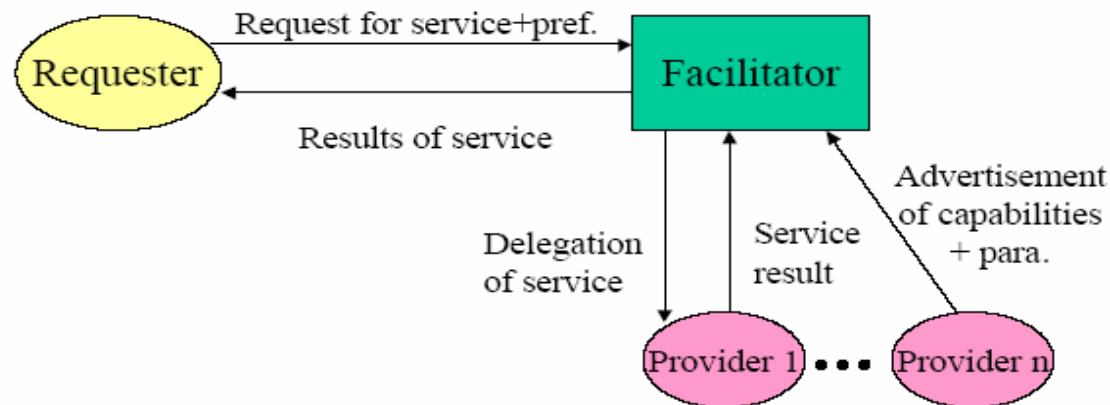 Request for service+pref.
Requester
Facilitator
Results of service
Advertisement
of capabilities
+ para.
Delegation
of service
Service
result
Provider 1
Provider n